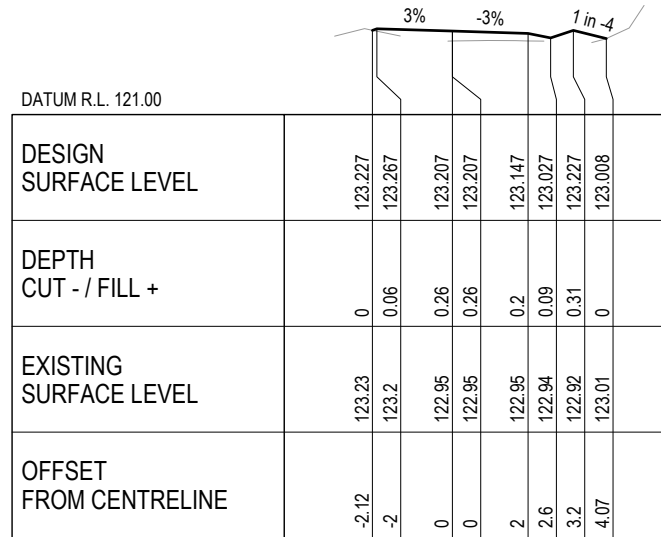 3% -3% 1 in -4
DATUM R.L. 121.00
DESIGN
SURFACE LEVEL
123.227 123.267 123.207 123.207 123.147 123.027 123.227 123.008
DEPTH
CUT - / FILL +
0 0.06 0.26 0.26 0.2 0.09 0.31 0
EXISTING
SURFACE LEVEL
123.23 123.2 122.95 122.95 122.95 122.94 122.92 123.01
OFFSET
FROM CENTRELINE
-2.12 -2 0 0 2 2.6 3.2 4.07